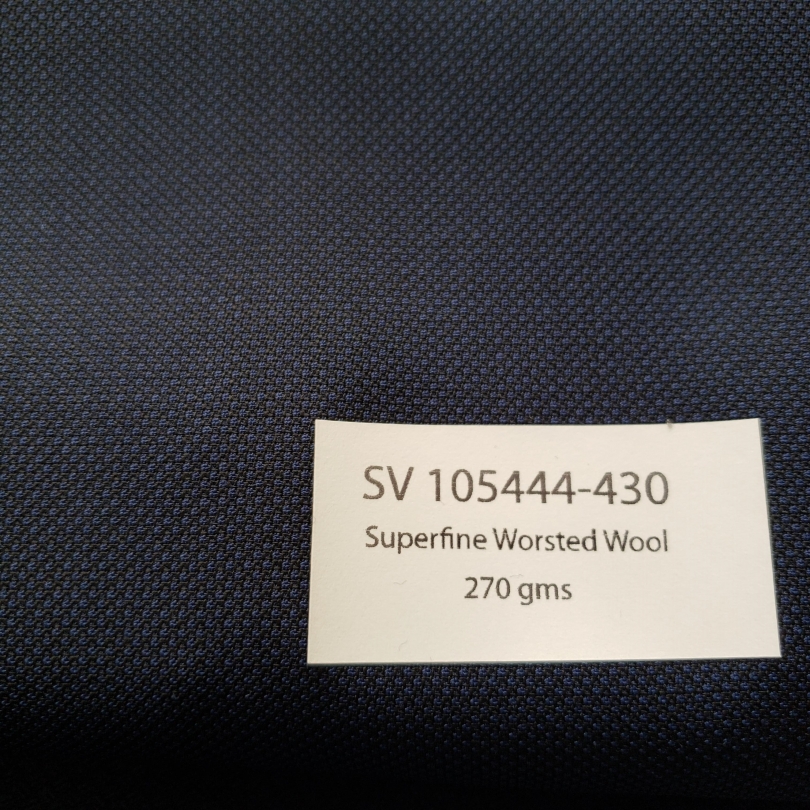 SV 105444-430
Superfine Worsted Wool
270 gms